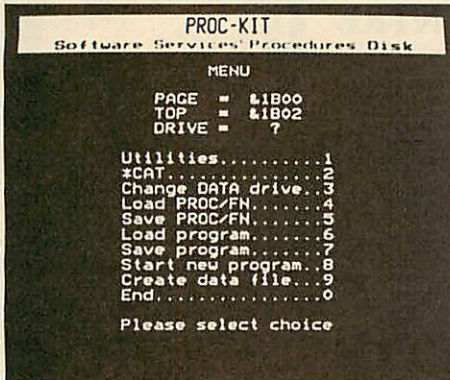 PROC-KIT
Software Services' Procedures Disk
MENU
PAGE = &1B00
TOP = &1B02
DRIVE = ?
Utilities..........1
*CAT...............2
Change DATA drive..3
Load PROC/FN.......4
Save PROC/FN.......5
Load program.......6
Save program.......7
Start new program..8
Create data file...9
End................0
Please select choice